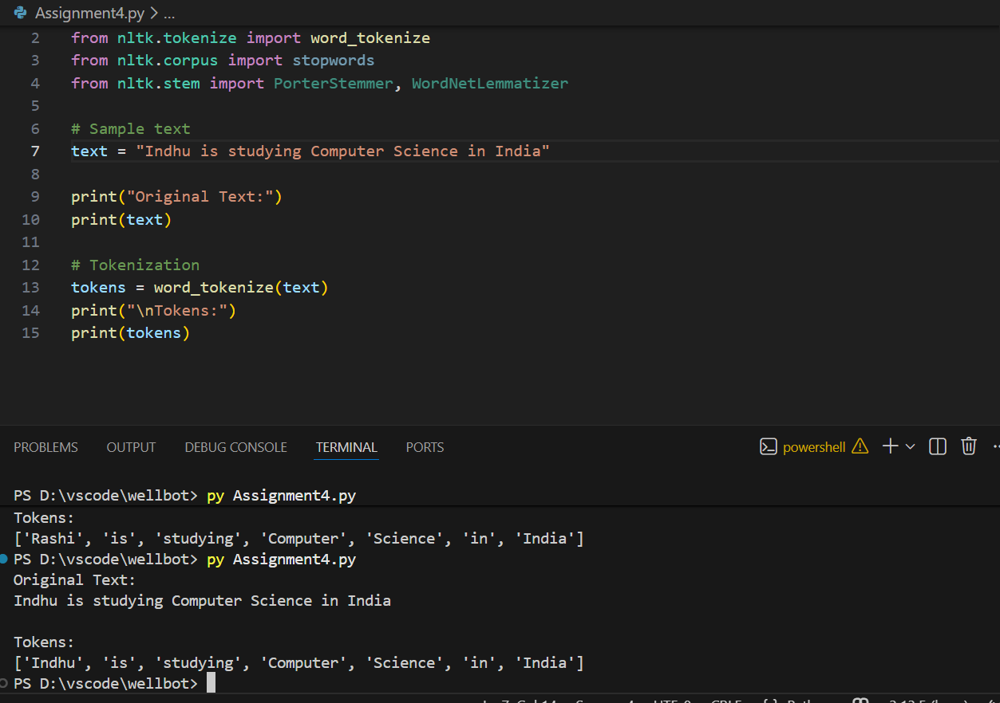 Assignment4.py > ...
2 from nltk.tokenize import word_tokenize
3 from nltk.corpus import stopwords
4 from nltk.stem import PorterStemmer, WordNetLemmatizer
5
6 # Sample text
7 text = "Indhu is studying Computer Science in India"
8
9 print("Original Text:")
10 print(text)
11
12 # Tokenization
13 tokens = word_tokenize(text)
14 print("\nTokens:")
15 print(tokens)
PROBLEMS OUTPUT DEBUG CONSOLE TERMINAL PORTS powershell
PS D:\vscode\wellbot> py Assignment4.py
Tokens:
['Rashi', 'is', 'studying', 'Computer', 'Science', 'in', 'India']
PS D:\vscode\wellbot> py Assignment4.py
Original Text:
Indhu is studying Computer Science in India
Tokens:
['Indhu', 'is', 'studying', 'Computer', 'Science', 'in', 'India']
PS D:\vscode\wellbot>